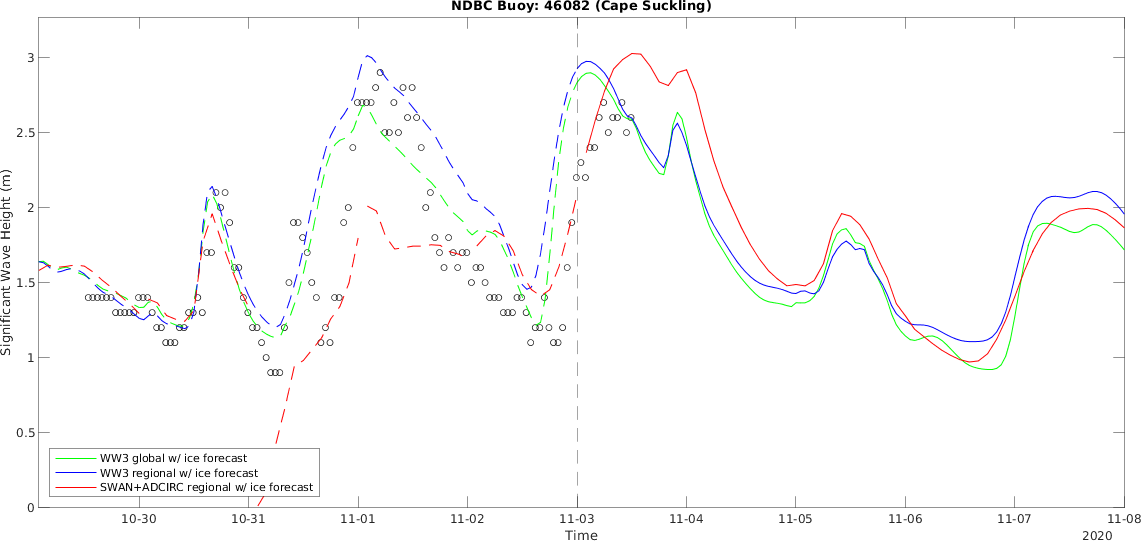 NDBC Buoy: 46082 (Cape Suckling)
Significant Wave Height (m)
3
2.5
2
1.5
1
0.5
0
WW3 global w/ ice forecast
WW3 regional w/ ice forecast
SWAN+ADCIRC regional w/ ice forecast
10-30 10-31 11-01 11-02 11-03 11-04 11-05 11-06 11-07 11-08
Time
2020